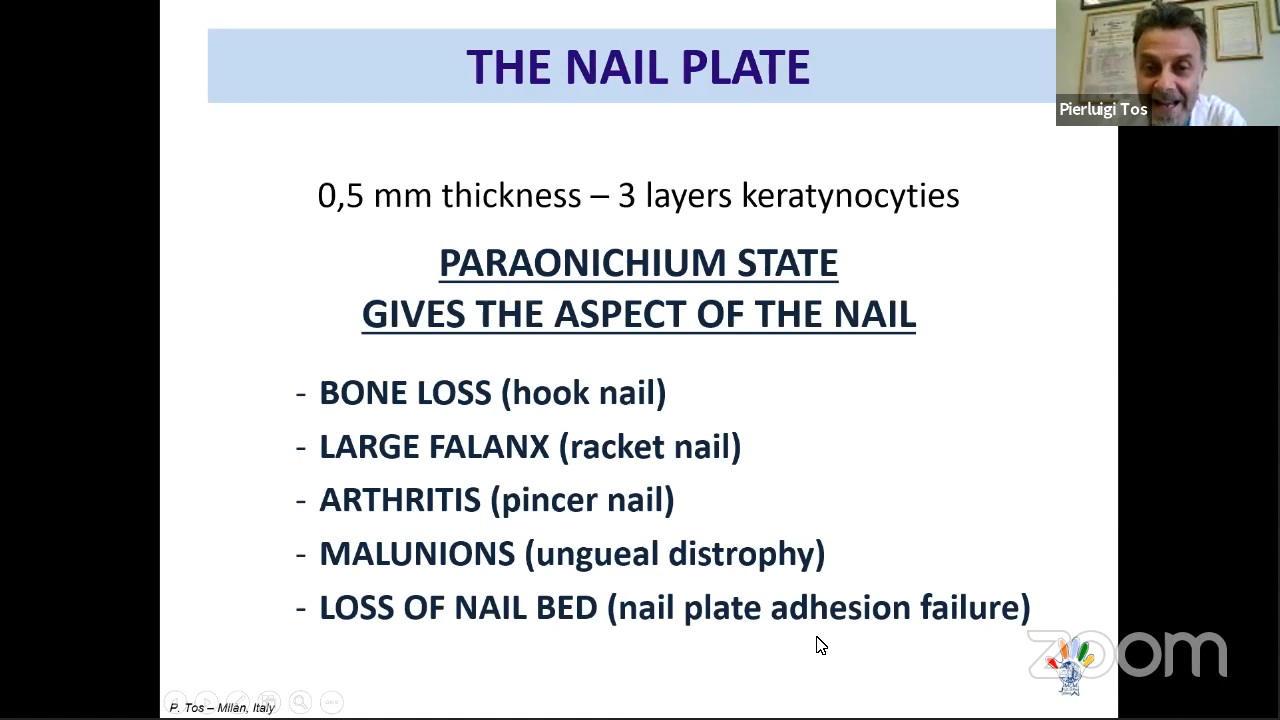 THE NAIL PLATE
Pierluigi Tos
0,5 mm thickness – 3 layers keratynocyties
PARAONICHIUM STATE
GIVES THE ASPECT OF THE NAIL
- BONE LOSS (hook nail)
- LARGE FALANX (racket nail)
- ARTHRITIS (pincer nail)
- MALUNIONS (ungueal distrophy)
- LOSS OF NAIL BED (nail plate adhesion failure)
zoom
P. Tos – Milan, Italy